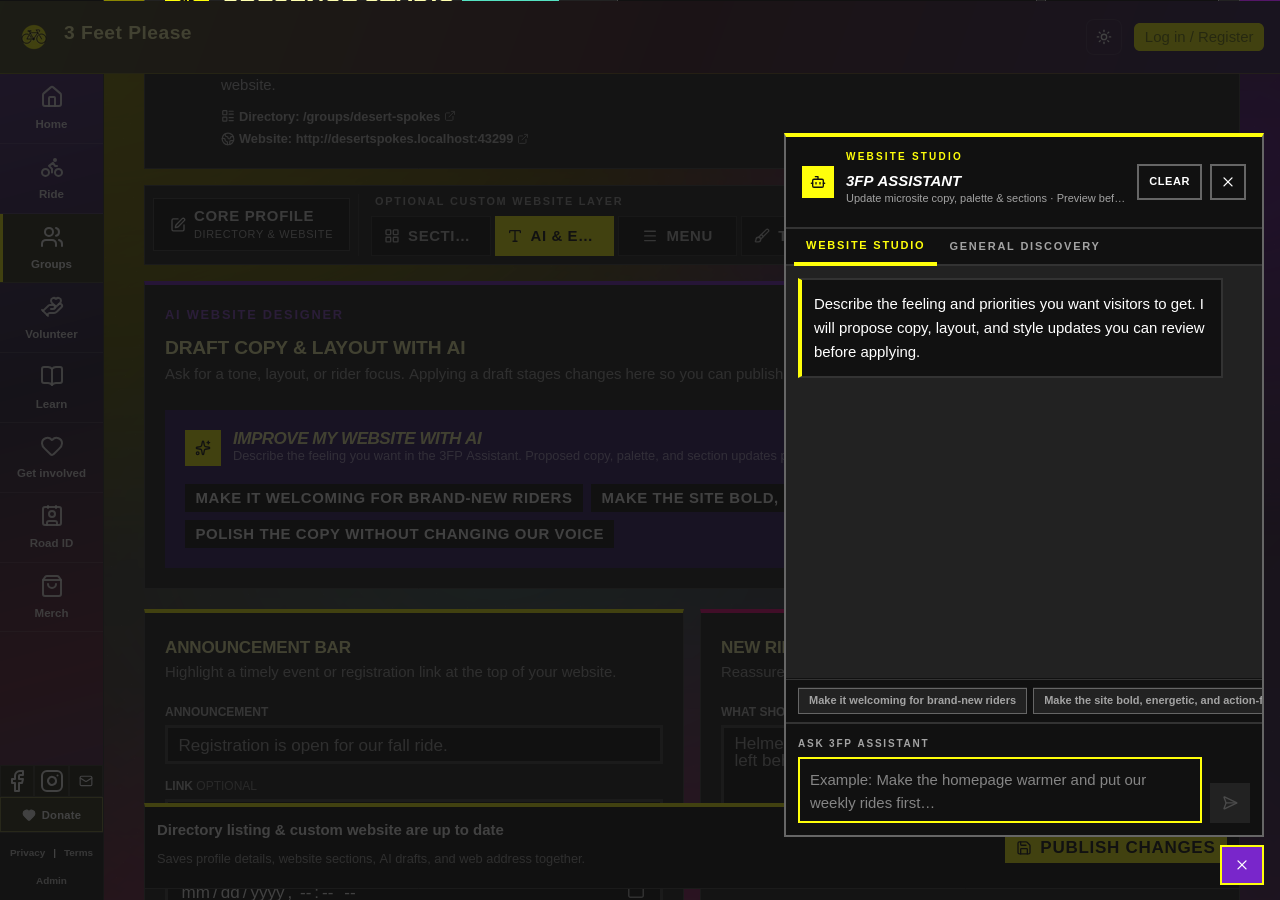 3 Feet Please
Log in / Register
Home
Ride
Groups
Volunteer
Learn
Get involved
Road ID
Merch
Donate
Privacy | Terms
Admin
website.
Directory: /groups/desert-spokes
Website: http://desertspokes.localhost:43299
CORE PROFILE
DIRECTORY & WEBSITE
OPTIONAL CUSTOM WEBSITE LAYER
SECTI...
AI & E...
MENU
AI WEBSITE DESIGNER
DRAFT COPY & LAYOUT WITH AI
Ask for a tone, layout, or rider focus. Applying a draft stages changes here so you can publish
IMPROVE MY WEBSITE WITH AI
Describe the feeling you want in the 3FP Assistant. Proposed copy, palette, and section updates
MAKE IT WELCOMING FOR BRAND-NEW RIDERS
MAKE THE SITE BOLD,
POLISH THE COPY WITHOUT CHANGING OUR VOICE
ANNOUNCEMENT BAR
Highlight a timely event or registration link at the top of your website.
ANNOUNCEMENT
Registration is open for our fall ride.
LINK OPTIONAL
NEW
Reassure
WHAT
left
Directory listing & custom website are up to date
Saves profile details, website sections, AI drafts, and web address together.
PUBLISH CHANGES
mm/dd/yyyy, --:-- --
WEBSITE STUDIO
3FP ASSISTANT
Update microsite copy, palette & sections · Preview bef...
CLEAR
WEBSITE STUDIO
GENERAL DISCOVERY
Describe the feeling and priorities you want visitors to get. I
will propose copy, layout, and style updates you can review
before applying.
Make it welcoming for brand-new riders
Make the site bold, energetic, and action-f
ASK 3FP ASSISTANT
Example: Make the homepage warmer and put our
weekly rides first…